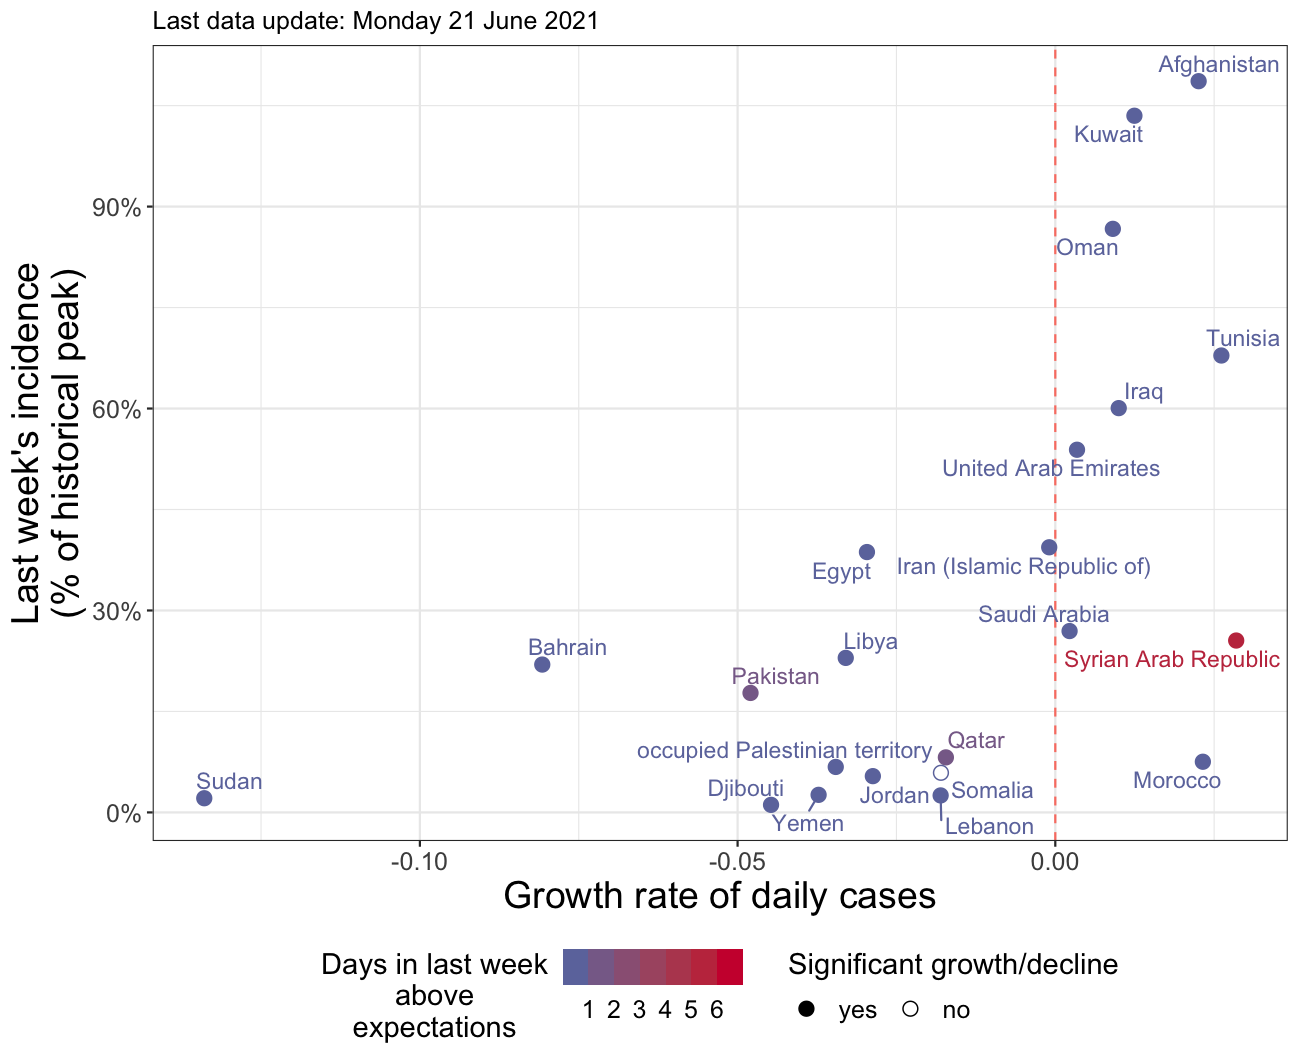 Last data update: Monday 21 June 2021
Last week's incidence
(% of historical peak)
90%
60%
30%
0%
Afghanistan
Kuwait
Oman
Tunisia
Iraq
United Arab Emirates
Egypt
Iran (Islamic Republic of)
Saudi Arabia
Bahrain
Libya
Syrian Arab Republic
Pakistan
Qatar
occupied Palestinian territory
Sudan
Djibouti
Jordan
Somalia
Morocco
Yemen
Lebanon
-0.10
-0.05
0.00
Growth rate of daily cases
Days in last week
above
expectations
1 2 3 4 5 6
Significant growth/decline
yes
no